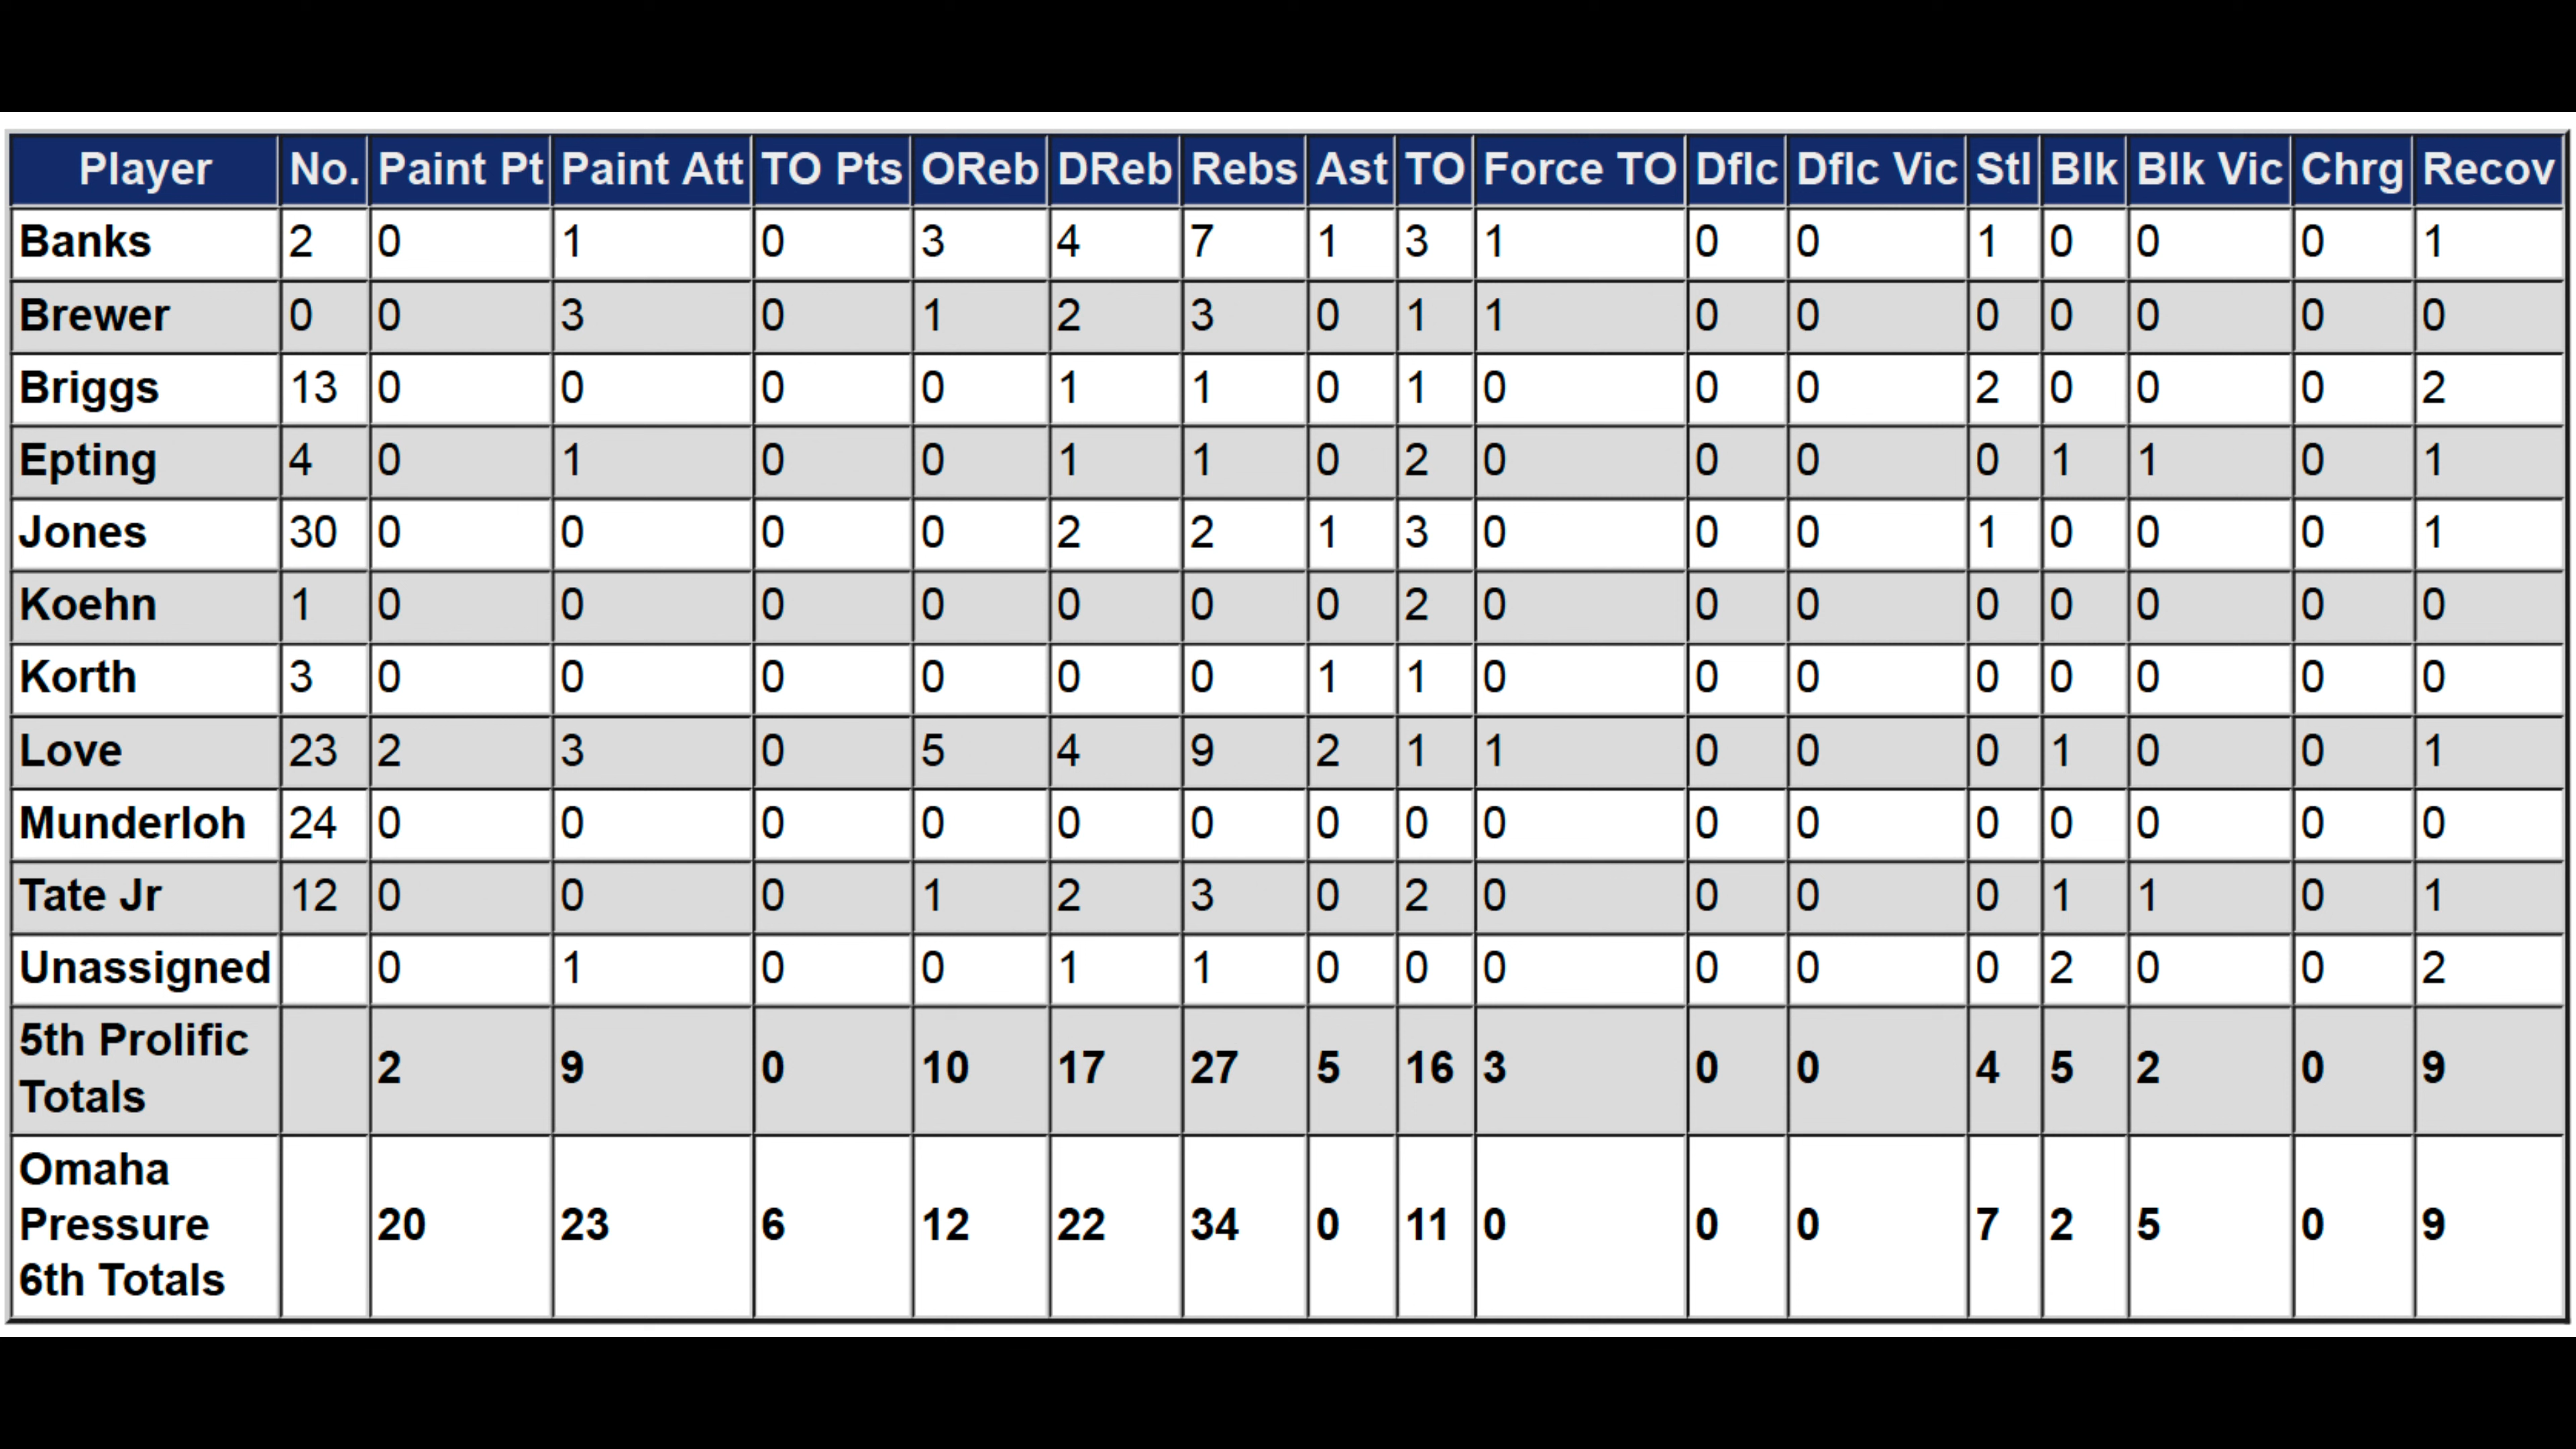 Player No. Paint Pt Paint Att TO Pts OReb DReb Rebs Ast TO Force TO Dflc Dflc Vic Stl Blk Blk Vic Chrg Recov
Banks 2 0 1 0 3 4 7 1 3 1 0 0 1 0 0 0 1
Brewer 0 0 3 0 1 2 3 0 1 1 0 0 0 0 0 0 0
Briggs 13 0 0 0 0 1 1 0 1 0 0 0 2 0 0 0 2
Epting 4 0 1 0 0 1 1 0 2 0 0 0 0 1 1 0 1
Jones 30 0 0 0 0 2 2 1 3 0 0 0 1 0 0 0 1
Koehn 1 0 0 0 0 0 0 0 2 0 0 0 0 0 0 0 0
Korth 3 0 0 0 0 0 0 1 1 0 0 0 0 0 0 0 0
Love 23 2 3 0 5 4 9 2 1 1 0 0 0 1 0 0 1
Munderloh 24 0 0 0 0 0 0 0 0 0 0 0 0 0 0 0 0
Tate Jr 12 0 0 0 1 2 3 0 2 0 0 0 0 1 1 0 1
Unassigned 0 1 0 0 1 1 0 0 0 0 0 0 2 0 0 2
5th Prolific
Totals 2 9 0 10 17 27 5 16 3 0 0 4 5 2 0 9
Omaha
Pressure 20 23 6 12 22 34 0 11 0 0 0 7 2 5 0 9
6th Totals